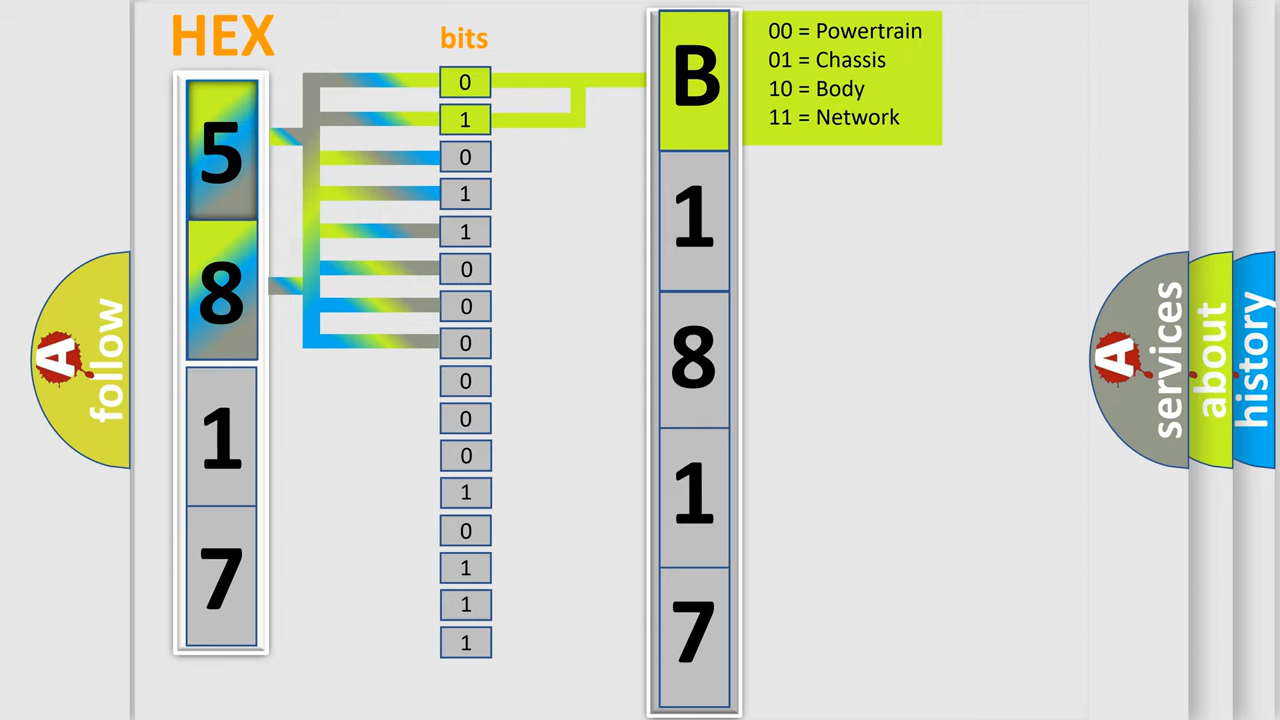 HEX
bits
5
8
1
7
0
1
0
1
1
0
0
0
0
0
0
1
0
1
1
1
B
1
8
1
7
00 = Powertrain
01 = Chassis
10 = Body
11 = Network
A
follow
A
services
about
history